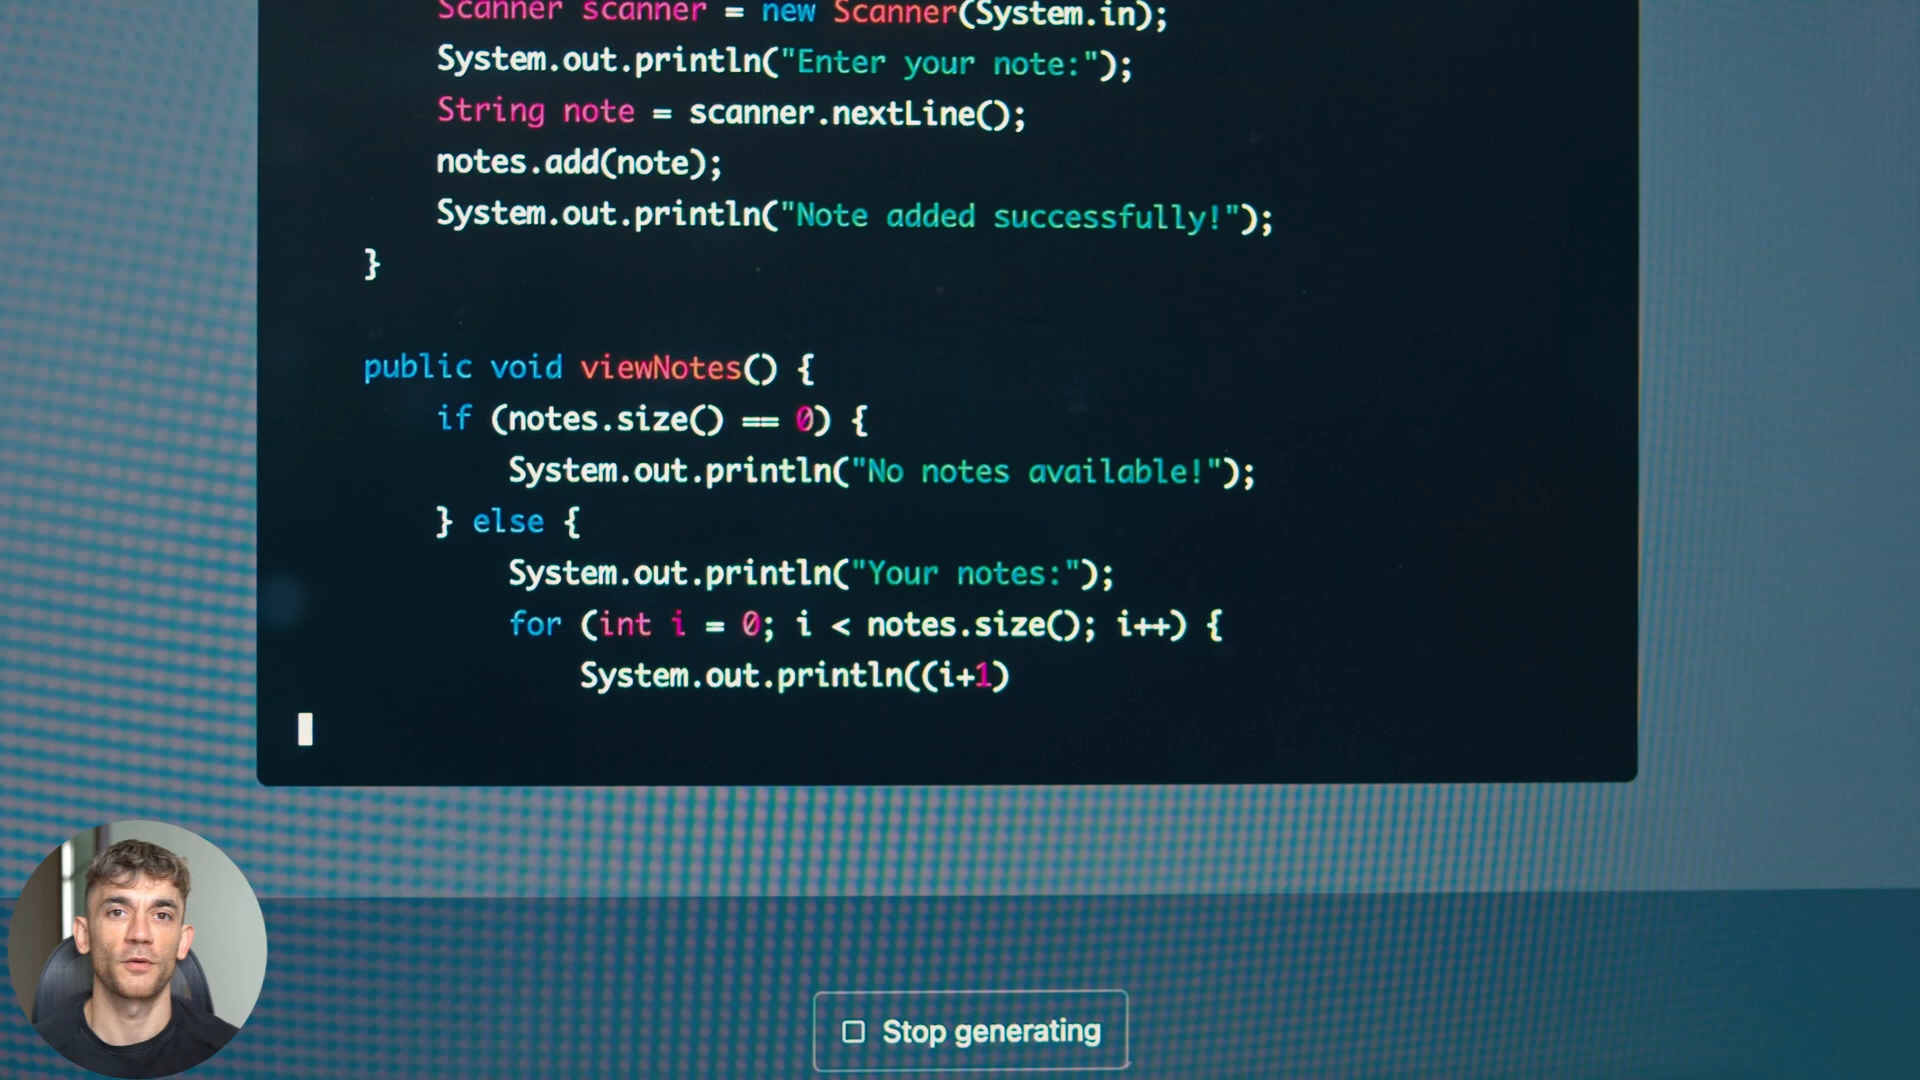 Scanner scanner = new Scanner(System.in);
System.out.println("Enter your note:");
String note = scanner.nextLine();
notes.add(note);
System.out.println("Note added successfully!");
}
public void viewNotes() {
if (notes.size() == 0) {
System.out.println("No notes available!");
} else {
System.out.println("Your notes:");
for (int i = 0; i < notes.size(); i++) {
System.out.println((i+1)
Stop generating